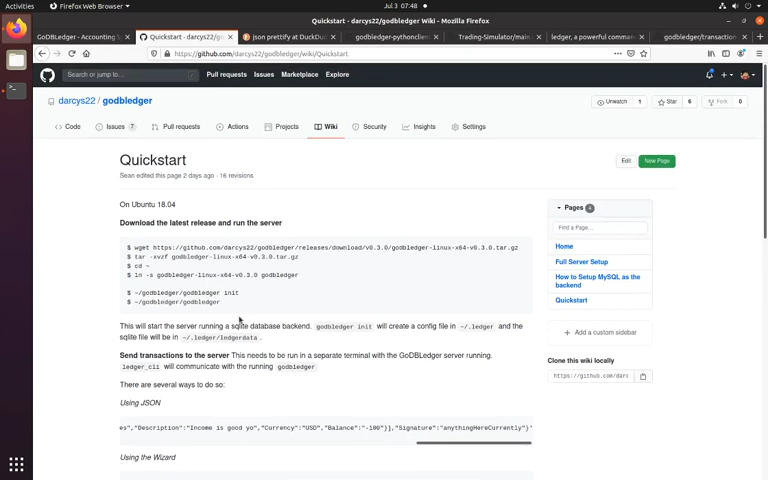 Activities
Firefox Web Browser
Jul 3 07:48
Quickstart · darcys22/godbledger Wiki - Mozilla Firefox
GoDBLedger - Accounting S
Quickstart · darcys22/go
json prettify at DuckDu
godbledger-pythonclien
Trading-Simulator/main.
ledger, a powerful comman
godbledger/transaction
https://github.com/darcys22/godbledger/wiki/Quickstart
Search or jump to…
/
Pull requests
Issues
Marketplace
Explore
darcys22 / godbledger
Unwatch
1
Star
6
Fork
0
Code
Issues 7
Pull requests
Actions
Projects
Wiki
Security
Insights
Settings
Quickstart
Edit
New Page
Sean edited this page 2 days ago · 16 revisions
On Ubuntu 18.04
Download the latest release and run the server
$ wget https://github.com/darcys22/godbledger/releases/download/v0.3.0/godbledger-linux-x64-v0.3.0.tar.gz
$ tar -xvzf godbledger-linux-x64-v0.3.0.tar.gz
$ cd ~
$ ln -s godbledger-linux-x64-v0.3.0 godbledger
$ ~/godbledger/godbledger init
$ ~/godbledger/godbledger
This will start the server running a sqlite database backend. godbledger init will create a config file in ~/.ledger and the
sqlite file will be in ~/.ledger/ledgerdata.
Send transactions to the server This needs to be run in a separate terminal with the GoDBLedger server running.
ledger_cli will communicate with the running godbledger
There are several ways to do so:
Using JSON
es","Description":"Income is good yo","Currency":"USD","Balance":"-100"}],"Signature":"anythingHereCurrently"}'
Using the Wizard
Pages 4
Find a Page…
Home
Full Server Setup
How to Setup MySQL as the
backend
Quickstart
Add a custom sidebar
Clone this wiki locally
https://github.com/darc